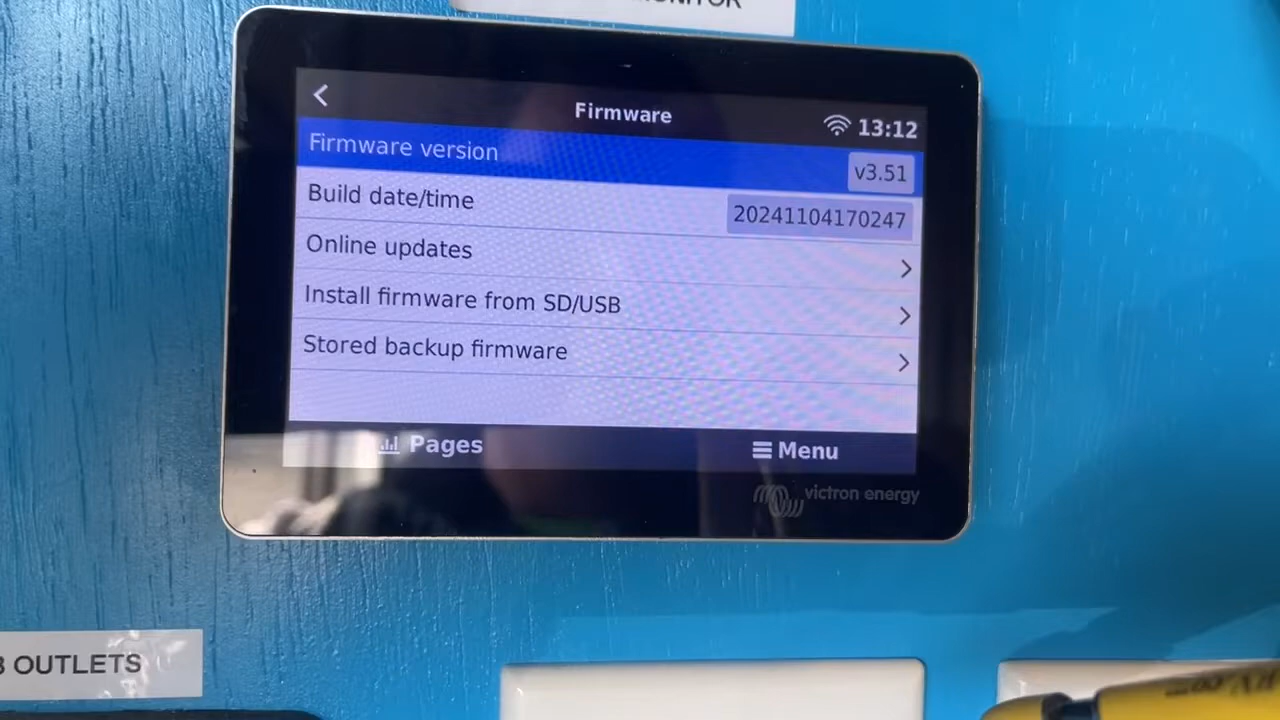 MONITOR
Firmware
13:12
Firmware version
v3.51
Build date/time
20241104170247
Online updates
Install firmware from SD/USB
Stored backup firmware
Pages
Menu
victron energy
OUTLETS